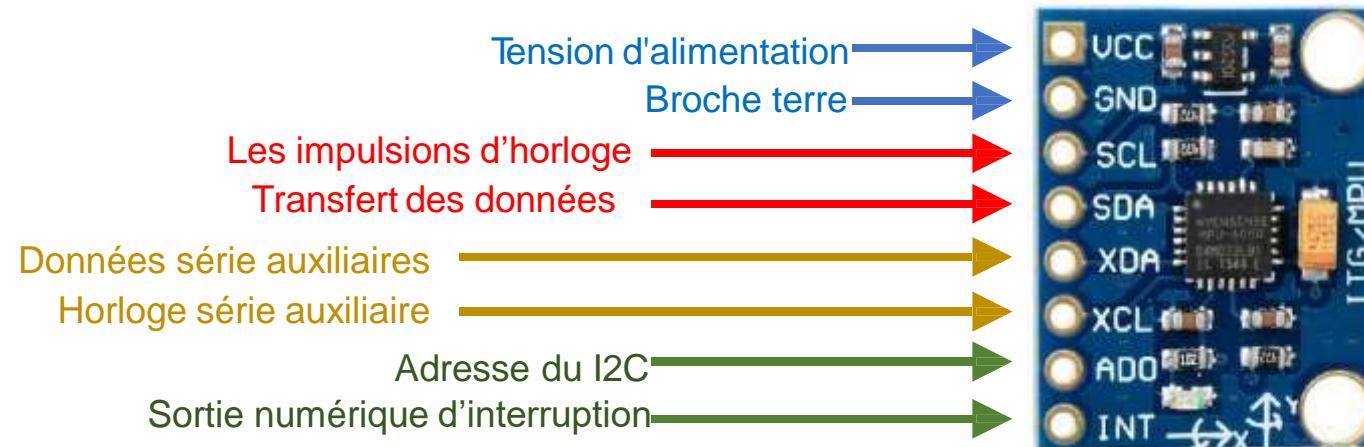 Tension d'alimentation
VCC
Broche terre
GND
Les impulsions d’horloge
SCL
Transfert des données
SDA
Données série auxiliaires
XDA
Horloge série auxiliaire
XCL
Adresse du I2C
ADO
Sortie numérique d’interruption
INT
X
Y